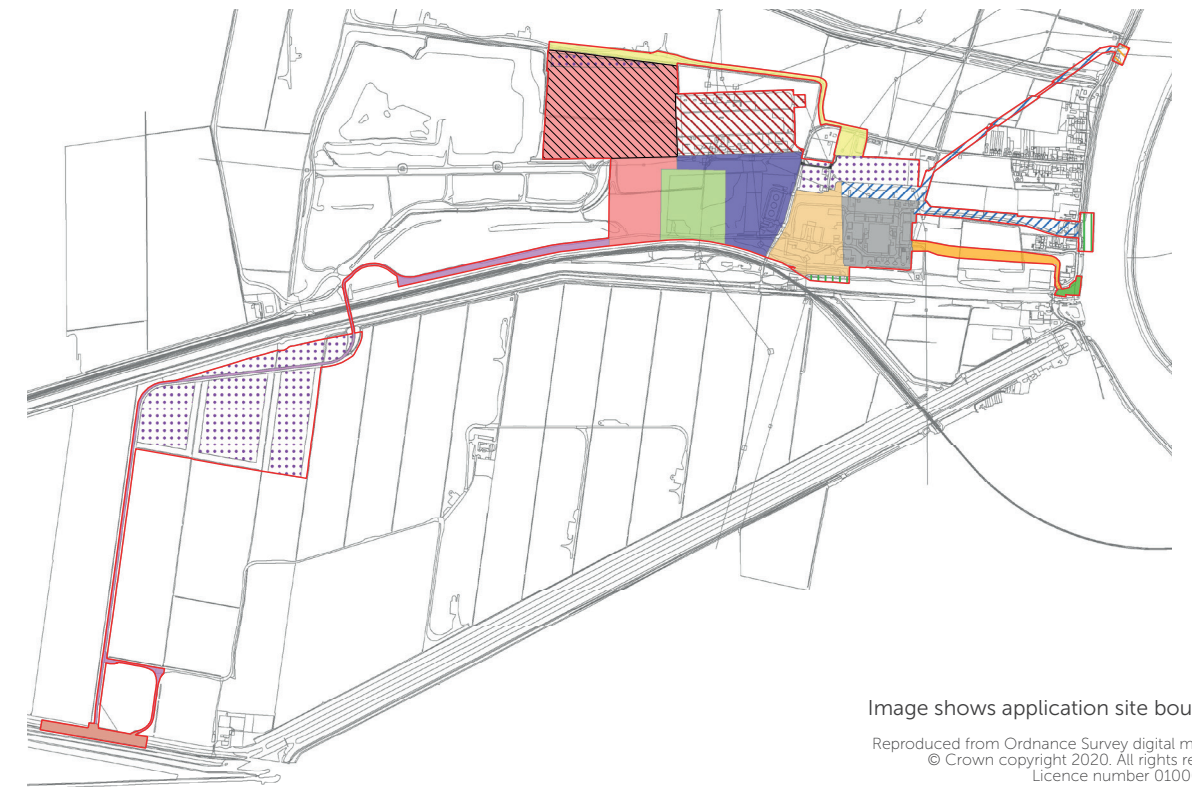 Image shows application site bou
Reproduced from Ordnance Survey digital m
© Crown copyright 2020. All rights re
Licence number 0100